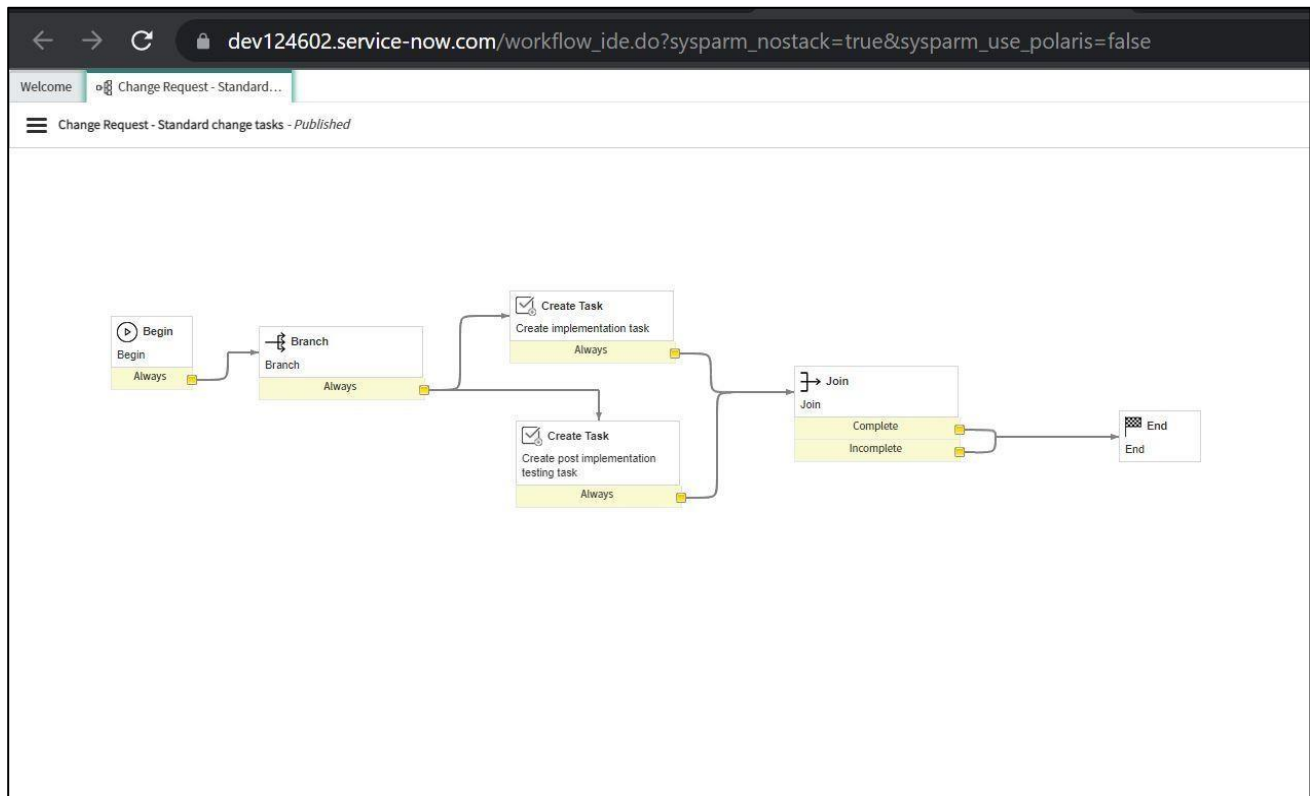 dev124602.service-now.com/workflow_ide.do?sysparm_nostack=true&sysparm_use_polaris=false
Welcome
Change Request - Standard...
Change Request - Standard change tasks - Published
Begin
Begin
Always
Branch
Branch
Always
Create Task
Create implementation task
Always
Create Task
Create post implementation
testing task
Always
Join
Join
Complete
Incomplete
End
End